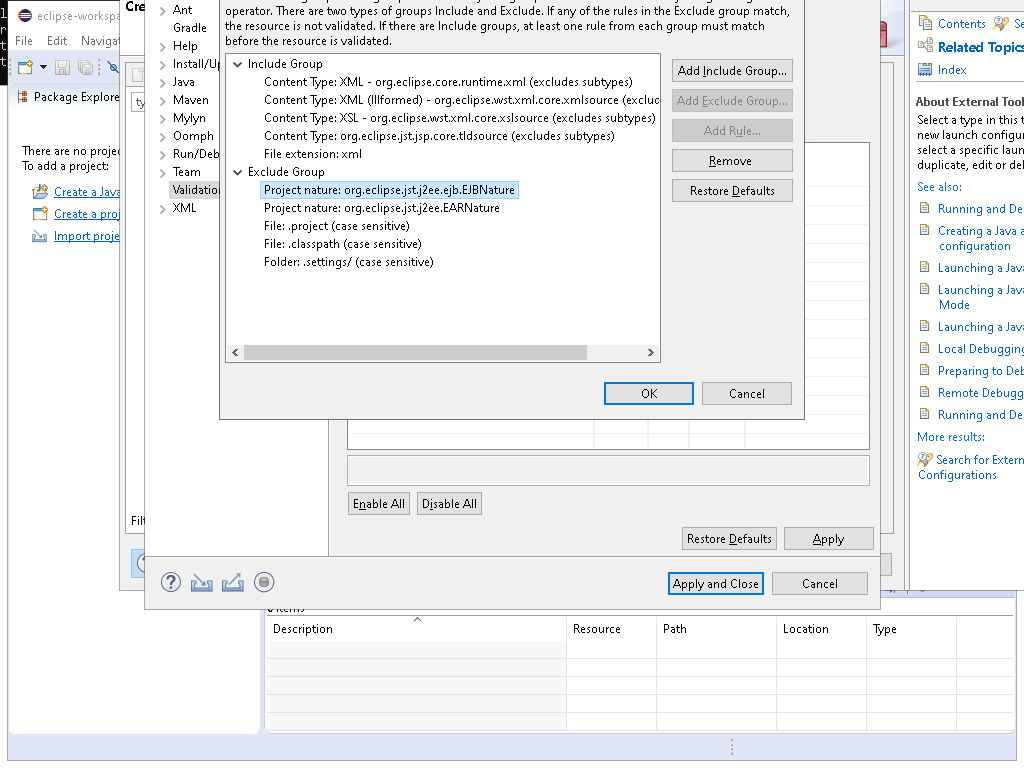 eclipse-workspa
Cre
File Edit Navigat
Package Explore
There are no projec
To add a project:
Create a Java
Create a proj
Import proje
ty
Filt
Ant
Gradle
Help
Install/Up
Java
Maven
Mylyn
Oomph
Run/Deb
Team
Validation
XML
operator. There are two types of groups Include and Exclude. If any of the rules in the Exclude group match,
the resource is not validated. If there are Include groups, at least one rule from each group must match
before the resource is validated.
Include Group
Content Type: XML - org.eclipse.core.runtime.xml (excludes subtypes)
Content Type: XML (Illformed) - org.eclipse.wst.xml.core.xmlsource (exclud
Content Type: XSL - org.eclipse.wst.xml.core.xslsource (excludes subtypes)
Content Type: org.eclipse.jst.jsp.core.tldsource (excludes subtypes)
File extension: xml
Exclude Group
Project nature: org.eclipse.jst.j2ee.ejb.EJBNature
Project nature: org.eclipse.jst.j2ee.EARNature
File: .project (case sensitive)
File: .classpath (case sensitive)
Folder: .settings/ (case sensitive)
Add Include Group...
Add Exclude Group...
Add Rule...
Remove
Restore Defaults
OK Cancel
Enable All Disable All
Restore Defaults Apply
Apply and Close Cancel
Contents Se
Related Topics
Index
About External Tool
Select a type in this t
new launch configur
select a specific laun
duplicate, edit or del
See also:
Running and De
Creating a Java a
configuration
Launching a Java
Launching a Java
Mode
Launching a Java
Local Debugging
Preparing to Deb
Remote Debugg
Running and De
More results:
Search for Extern
Configurations
items
Description Resource Path Location Type